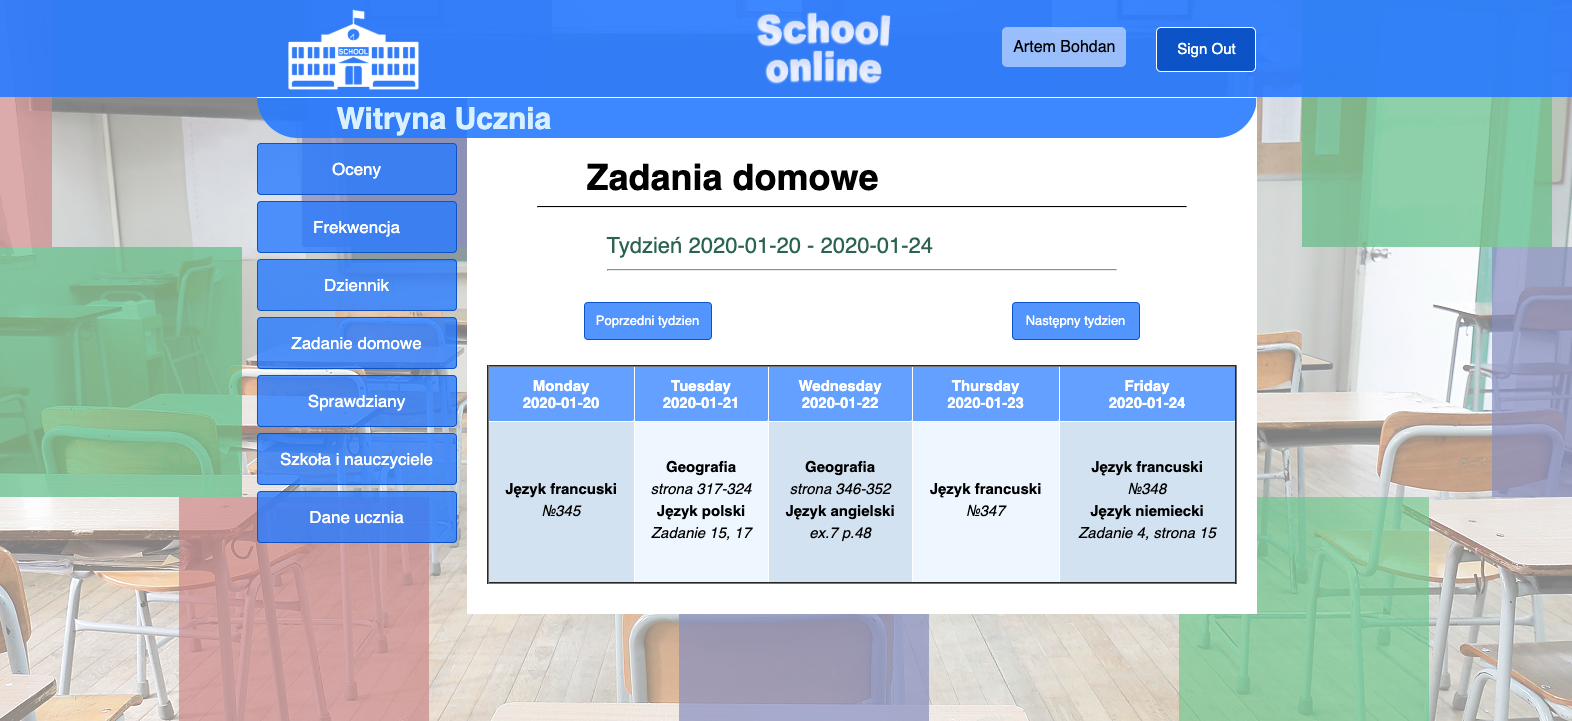 SCHOOL
School
online
Artem Bohdan
Sign Out
Witryna Ucznia
Oceny
Frekwencja
Dziennik
Zadanie domowe
Sprawdziany
Szkoła i nauczyciele
Dane ucznia
Zadania domowe
Tydzień 2020-01-20 - 2020-01-24
Poprzedni tydzien
Następny tydzien
Monday
2020-01-20
Tuesday
2020-01-21
Wednesday
2020-01-22
Thursday
2020-01-23
Friday
2020-01-24
Język francuski
№345
Geografia
strona 317-324
Język polski
Zadanie 15, 17
Geografia
strona 346-352
Język angielski
ex.7 p.48
Język francuski
№347
Język francuski
№348
Język niemiecki
Zadanie 4, strona 15